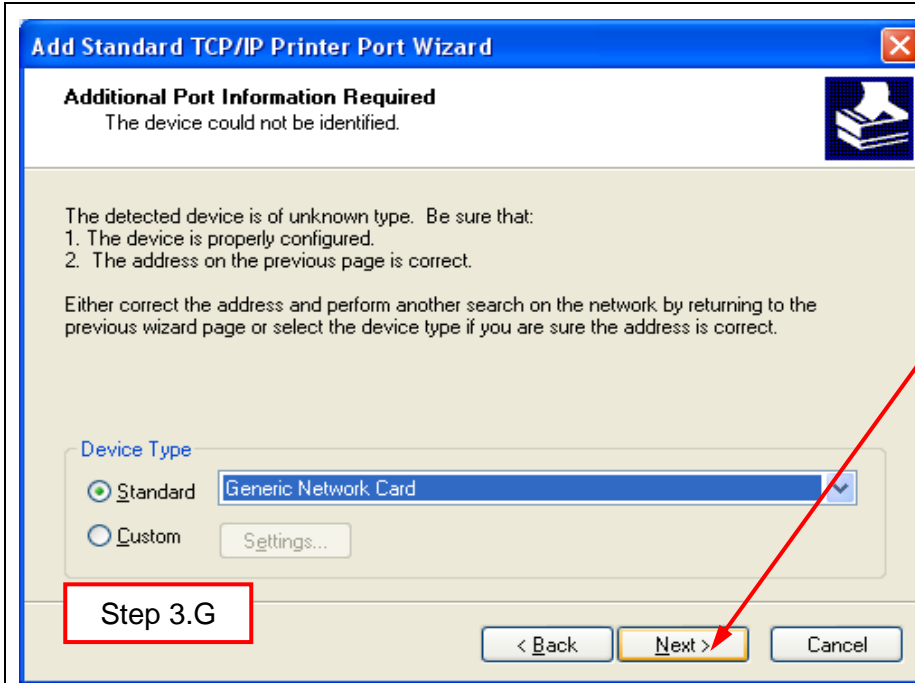 Add Standard TCP/IP Printer Port Wizard
Additional Port Information Required
The device could not be identified.
The detected device is of unknown type.  Be sure that:
1. The device is properly configured.
2.  The address on the previous page is correct.
Either correct the address and perform another search on the network by returning to the
previous wizard page or select the device type if you are sure the address is correct.
Device Type
Standard
Generic Network Card
Custom
Settings...
Step 3.G
< Back
Next >
Cancel